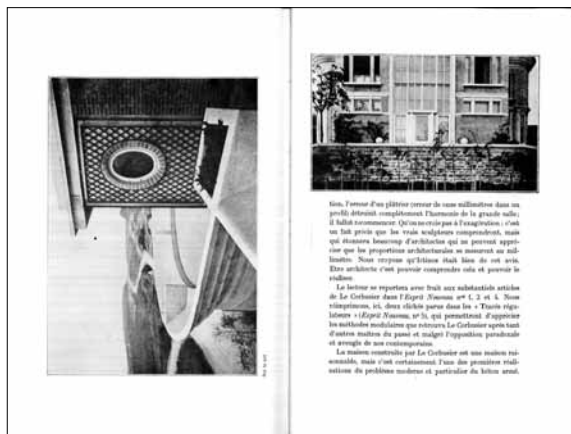 tion, l'erreur d'un plâtrier (erreur de onze millimètres dans un
profil) détruisit complètement l'harmonie de la grande salle;
il fallut recommencer. Qu'on ne croie pas à l'exagération; c'est
un fait précis que les vrais sculpteurs comprendront, mais
qui étonnera beaucoup d'architectes qui ne peuvent appré-
cier que les proportions architecturales se mesurent au mil-
limètre. Nous croyons qu'Ictinos était bien de cet avis.
Etre architecte c'est pouvoir comprendre cela et pouvoir le
réaliser.
Le lecteur se reportera avec fruit aux substantiels articles
de Le Corbusier dans l'Esprit Nouveau nos 1, 2 et 4. Nous
réimprimons, ici, deux clichés parus dans les « Tracés régu-
lateurs » (Esprit Nouveau, no 5), qui permettront d'apprécier
les méthodes modulaires que retrouva Le Corbusier après tant
d'autres maîtres du passé et malgré l'opposition paradoxale
et aveugle de nos contemporains.
La maison construite par Le Corbusier est une maison rai-
sonnable, mais c'est certainement l'une des premières réali-
sations du problème moderne et particulier du béton armé.